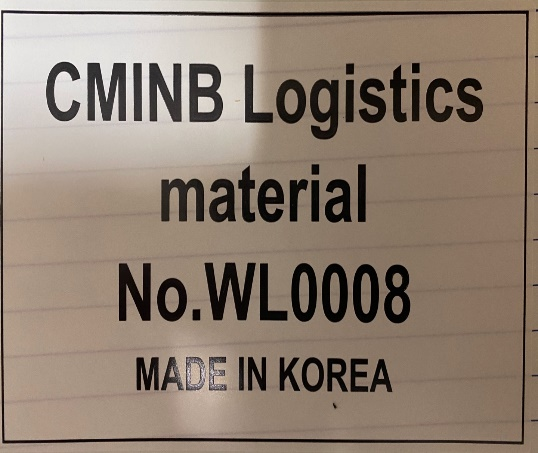 CMINB Logistics
material
No.WL0008
MADE IN KOREA